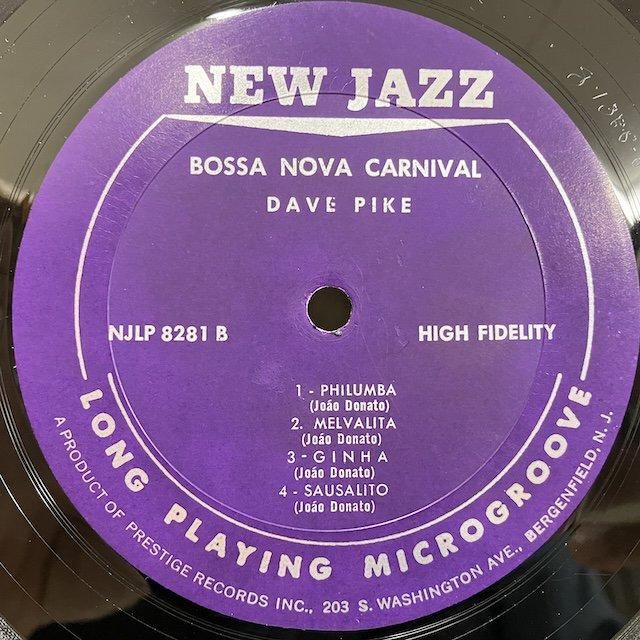 NEW JAZZ
BOSSA NOVA CARNIVAL
DAVE PIKE
NJLP 8281 B
HIGH FIDELITY
1 - PHILUMBA
(João Donato)
2. MELVALITA
(João Donato)
3 - GINHA
(João Donato)
4 - SAUSALITO
(João Donato)
LONG PLAYING MICROGROOVE
A PRODUCT OF PRESTIGE RECORDS INC., 203 S. WASHINGTON AVE., BERGENFIELD, N. J.